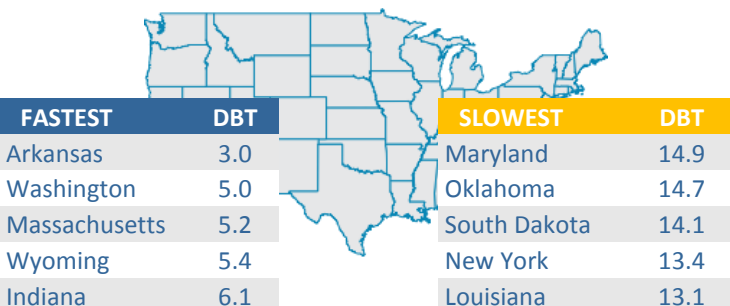 FASTEST DBT
Arkansas 3.0
Washington 5.0
Massachusetts 5.2
Wyoming 5.4
Indiana 6.1
SLOWEST DBT
Maryland 14.9
Oklahoma 14.7
South Dakota 14.1
New York 13.4
Louisiana 13.1